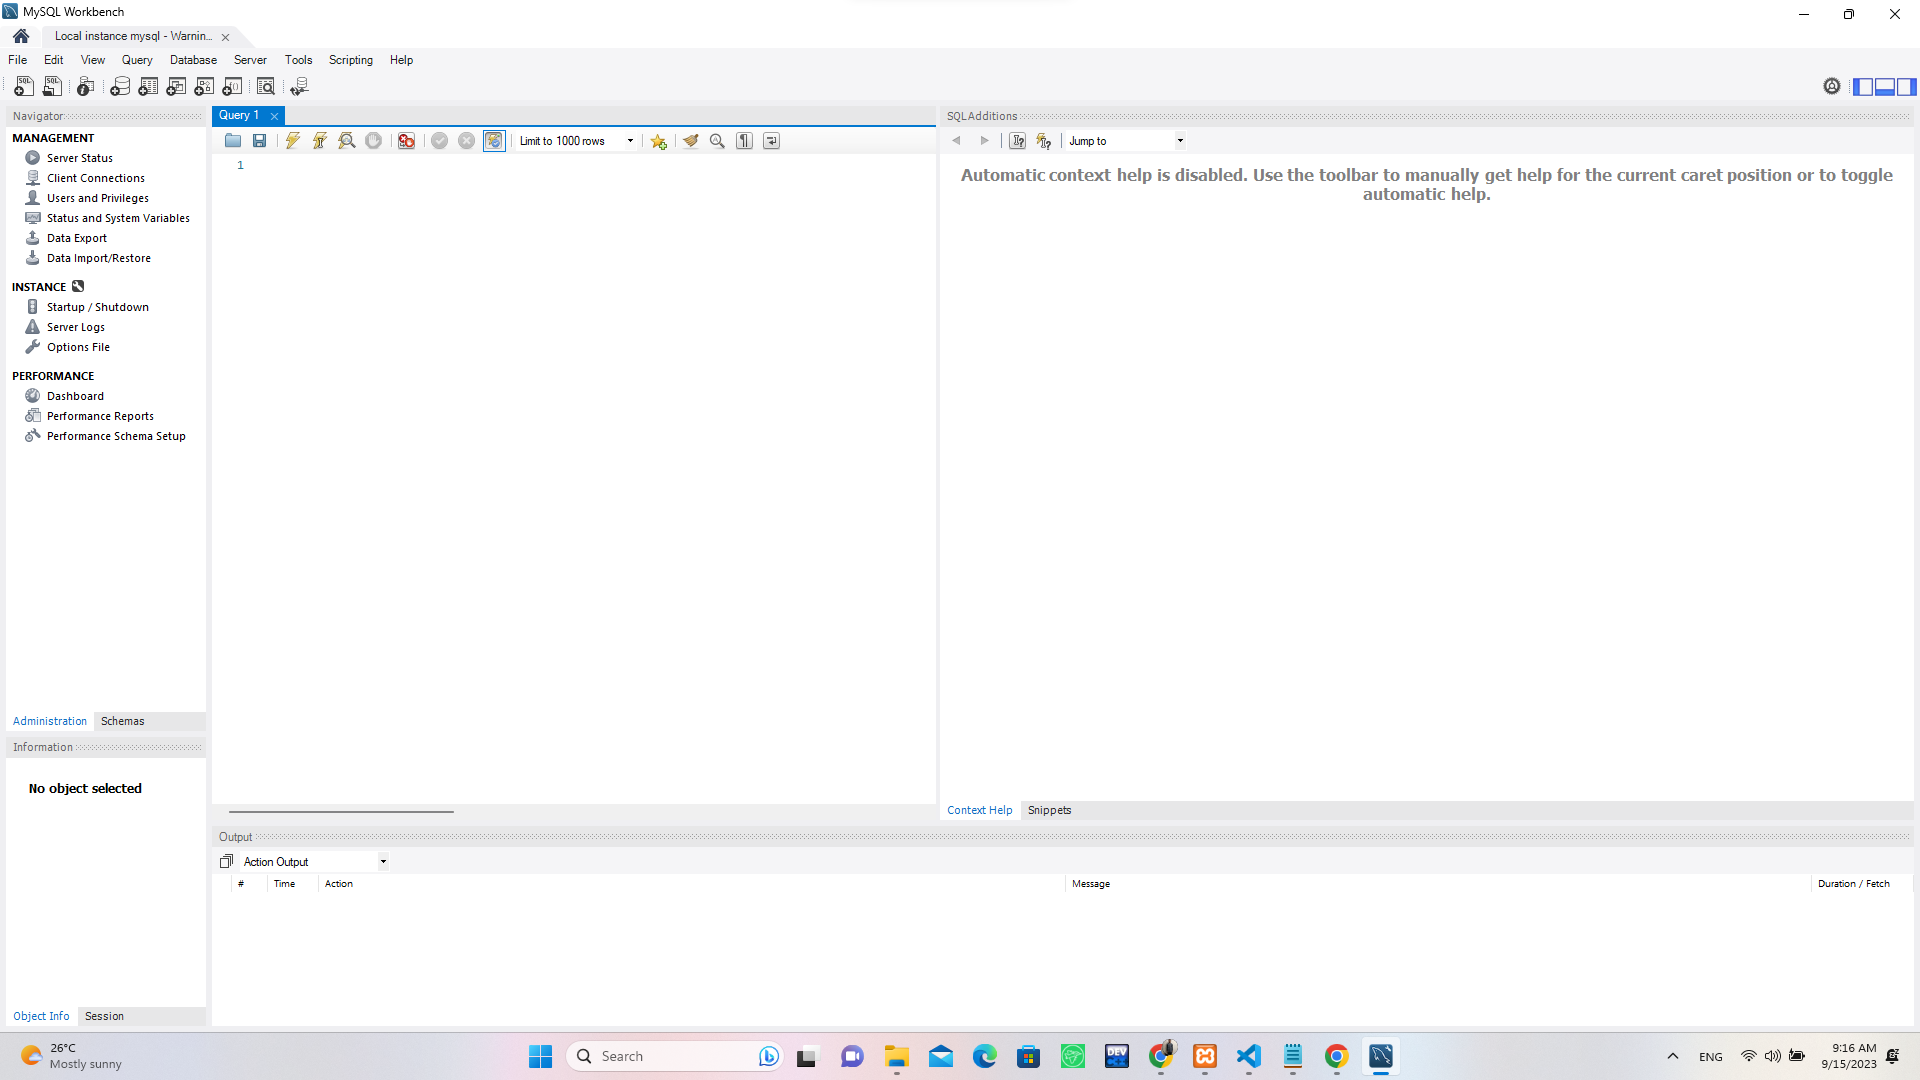 MySQL Workbench
Local instance mysql - Warnin...
File Edit View Query Database Server Tools Scripting Help
Navigator
MANAGEMENT
Server Status
Client Connections
Users and Privileges
Status and System Variables
Data Export
Data Import/Restore
INSTANCE
Startup / Shutdown
Server Logs
Options File
PERFORMANCE
Dashboard
Performance Reports
Performance Schema Setup
Administration Schemas
Information
No object selected
Object Info Session
Query 1
Limit to 1000 rows
1
SQLAdditions
Jump to
Automatic context help is disabled. Use the toolbar to manually get help for the current caret position or to toggle
automatic help.
Context Help Snippets
Output
Action Output
# Time Action Message Duration / Fetch
26°C
Mostly sunny
Search
DEV
ENG
9:16 AM
9/15/2023